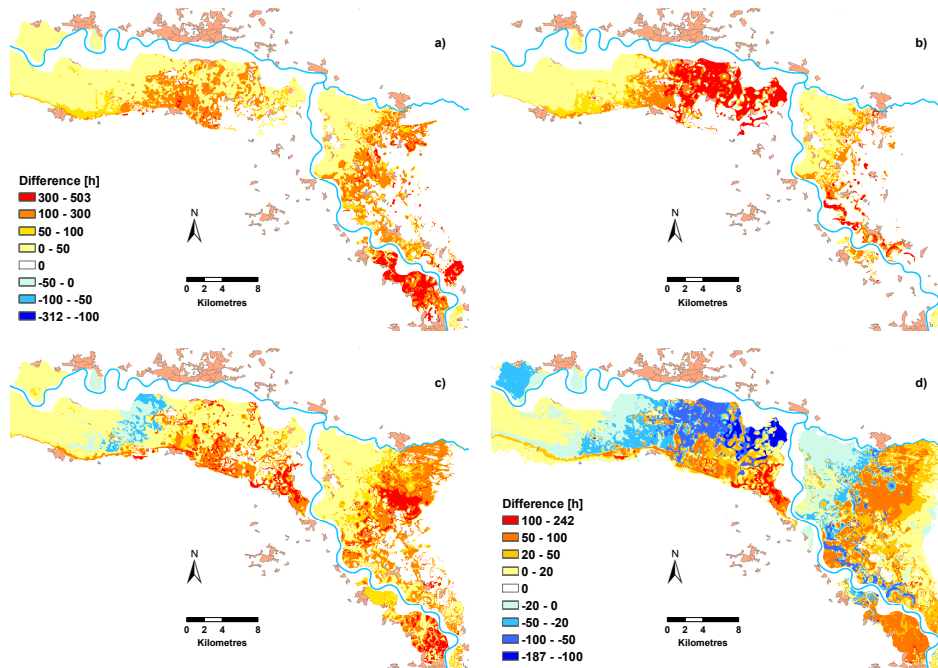 a)
Difference [h]
300 - 503
100 - 300
50 - 100
0 - 50
0
-50 - 0
-100 - -50
-312 - -100
N
0 2 4 8
Kilometres
b)
N
0 2 4 8
Kilometres
c)
N
0 2 4 8
Kilometres
d)
Difference [h]
100 - 242
50 - 100
20 - 50
0 - 20
0
-20 - 0
-50 - -20
-100 - -50
-187 - -100
N
0 2 4 8
Kilometres